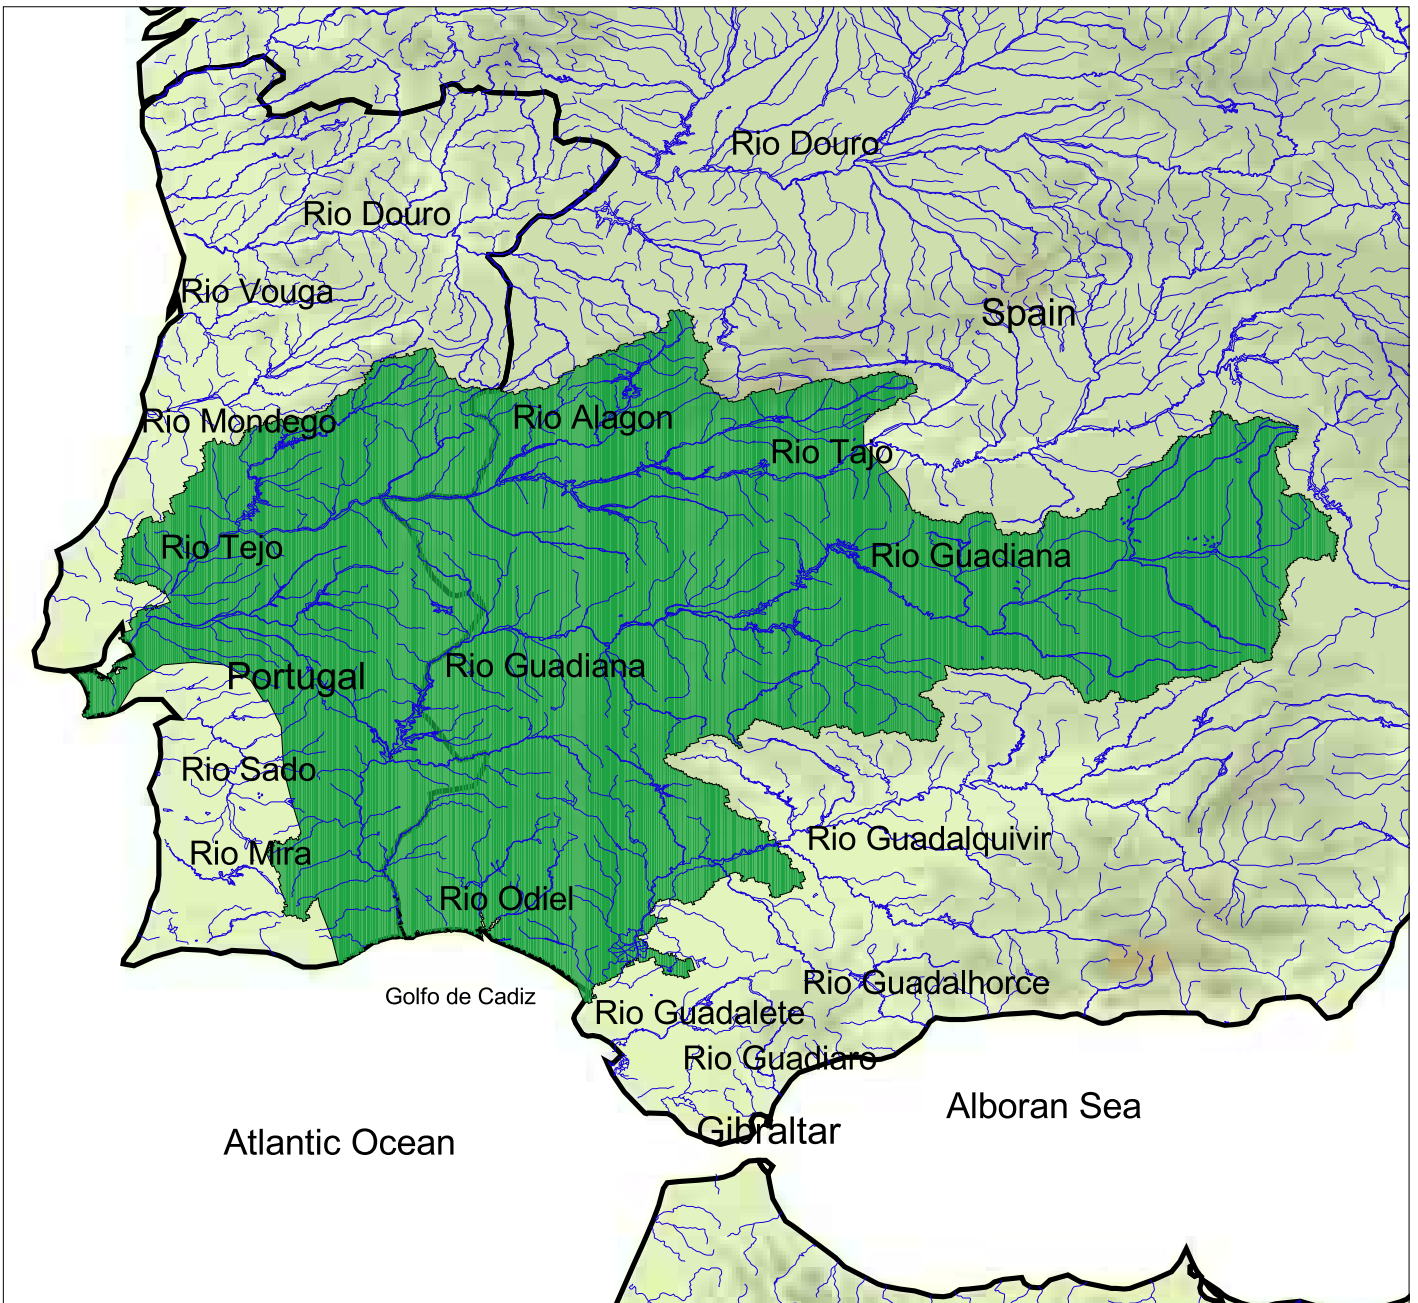 Rio Douro
Rio Douro
Rio Vouga
Spain
Rio Mondego
Rio Alagon
Rio Tajo
Rio Tejo
Rio Guadiana
Rio Guadiana
Portugal
Rio Sado
Rio Guadalquivir
Rio Mira
Rio Odiel
Rio Guadalhorce
Golfo de Cadiz
Rio Guadalete
Rio Guadiaro
Alboran Sea
Gibraltar
Atlantic Ocean